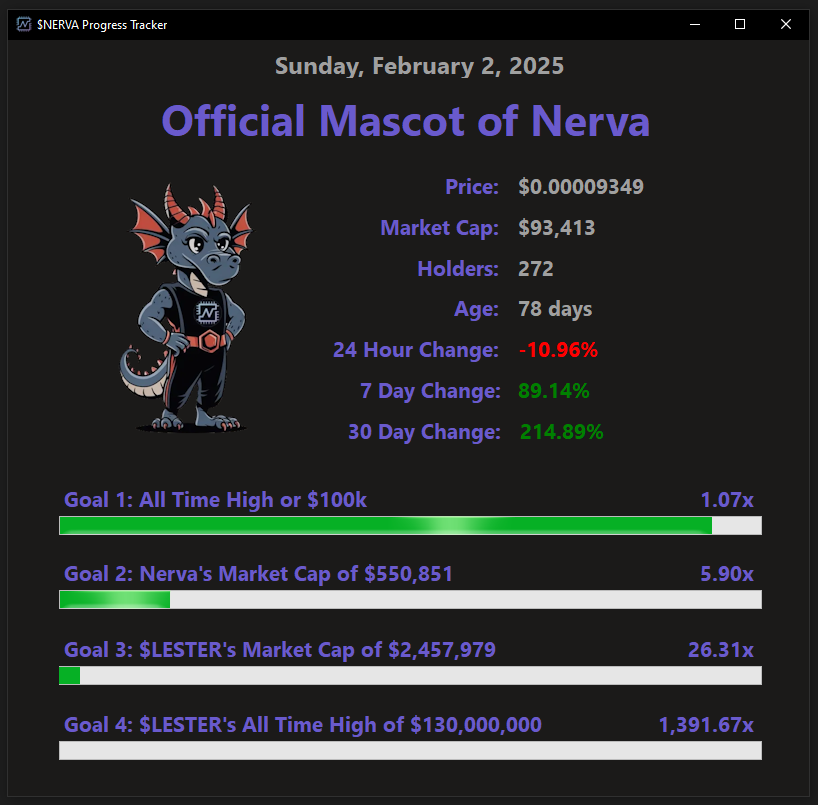 $NERVA Progress Tracker
Sunday, February 2, 2025
Official Mascot of Nerva
Price: $0.00009349
Market Cap: $93,413
Holders: 272
Age: 78 days
24 Hour Change: -10.96%
7 Day Change: 89.14%
30 Day Change: 214.89%
Goal 1: All Time High or $100k 1.07x
Goal 2: Nerva's Market Cap of $550,851 5.90x
Goal 3: $LESTER's Market Cap of $2,457,979 26.31x
Goal 4: $LESTER's All Time High of $130,000,000 1,391.67x